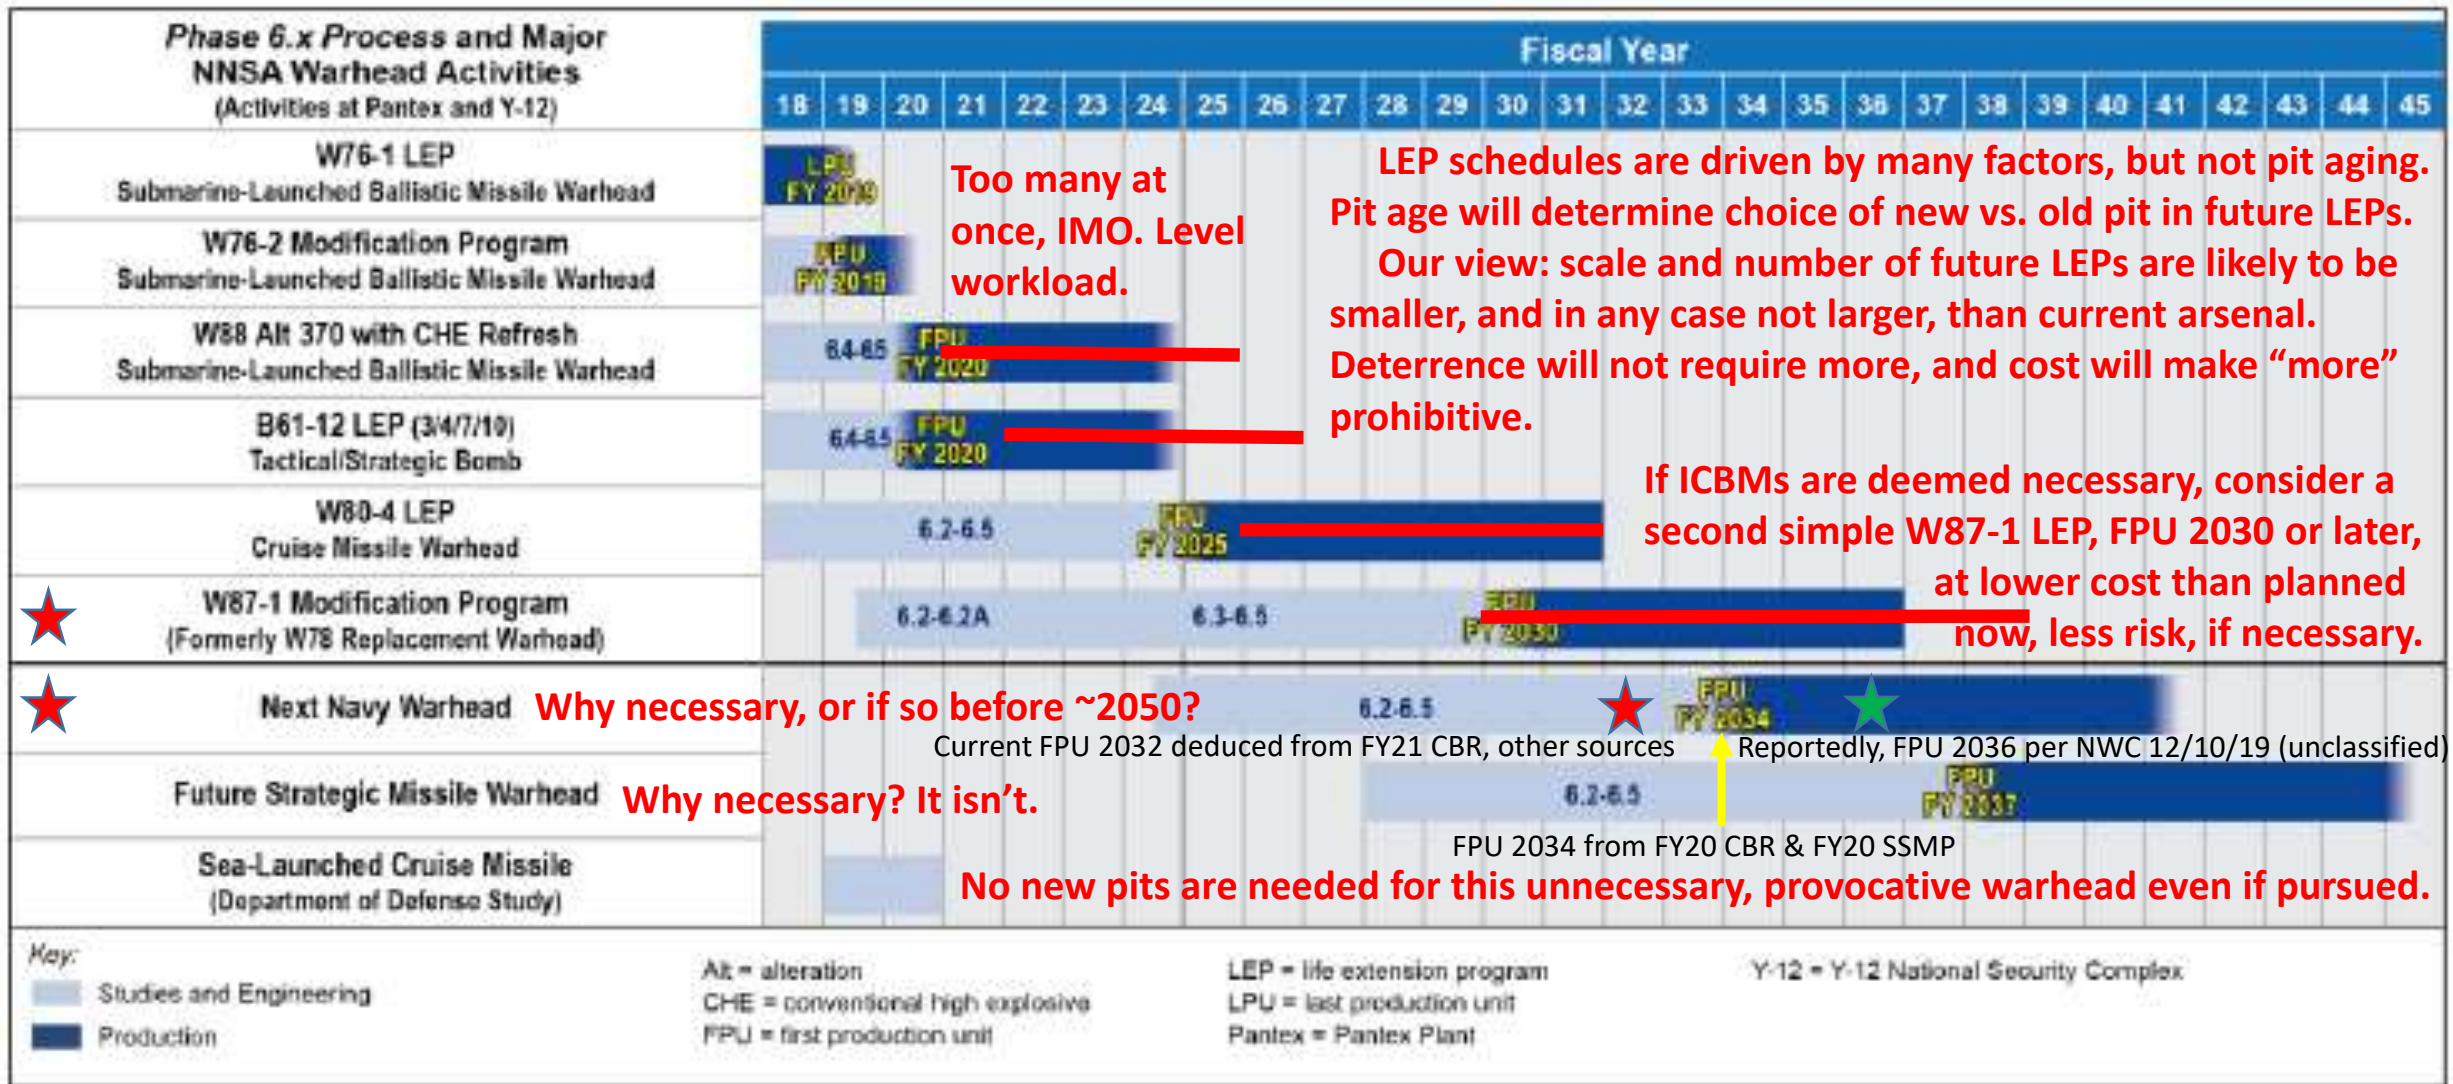 Phase 6.x Process and Major
NNSA Warhead Activities
(Activities at Pantex and Y-12)
Fiscal Year
18 19 20 21 22 23 24 25 26 27 28 29 30 31 32 33 34 35 36 37 38 39 40 41 42 43 44 45
W76-1 LEP
Submarine-Launched Ballistic Missile Warhead
LPU
FY 2019
Too many at
once, IMO. Level
workload.
LEP schedules are driven by many factors, but not pit aging.
Pit age will determine choice of new vs. old pit in future LEPs.
Our view: scale and number of future LEPs are likely to be
smaller, and in any case not larger, than current arsenal.
Deterrence will not require more, and cost will make “more”
prohibitive.
W76-2 Modification Program
Submarine-Launched Ballistic Missile Warhead
FPU
FY 2019
W88 Alt 370 with CHE Refresh
Submarine-Launched Ballistic Missile Warhead
6.4-6.5
FPU
FY 2020
B61-12 LEP (3/4/7/10)
Tactical/Strategic Bomb
6.4-6.5
FPU
FY 2020
If ICBMs are deemed necessary, consider a
second simple W87-1 LEP, FPU 2030 or later,
at lower cost than planned
now, less risk, if necessary.
W80-4 LEP
Cruise Missile Warhead
6.2-6.5
FPU
FY 2025
W87-1 Modification Program
(Formerly W78 Replacement Warhead)
6.2-6.2A
6.3-6.5
FPU
FY 2030
Next Navy Warhead
Why necessary, or if so before ~2050?
6.2-6.5
FPU
FY 2034
Current FPU 2032 deduced from FY21 CBR, other sources
Reportedly, FPU 2036 per NWC 12/10/19 (unclassified)
Future Strategic Missile Warhead
Why necessary? It isn’t.
6.2-6.5
FPU
FY 2037
FPU 2034 from FY20 CBR & FY20 SSMP
Sea-Launched Cruise Missile
(Department of Defense Study)
No new pits are needed for this unnecessary, provocative warhead even if pursued.
Key:
Studies and Engineering
Production
Alt = alteration
CHE = conventional high explosive
FPU = first production unit
LEP = life extension program
LPU = last production unit
Pantex = Pantex Plant
Y-12 = Y-12 National Security Complex